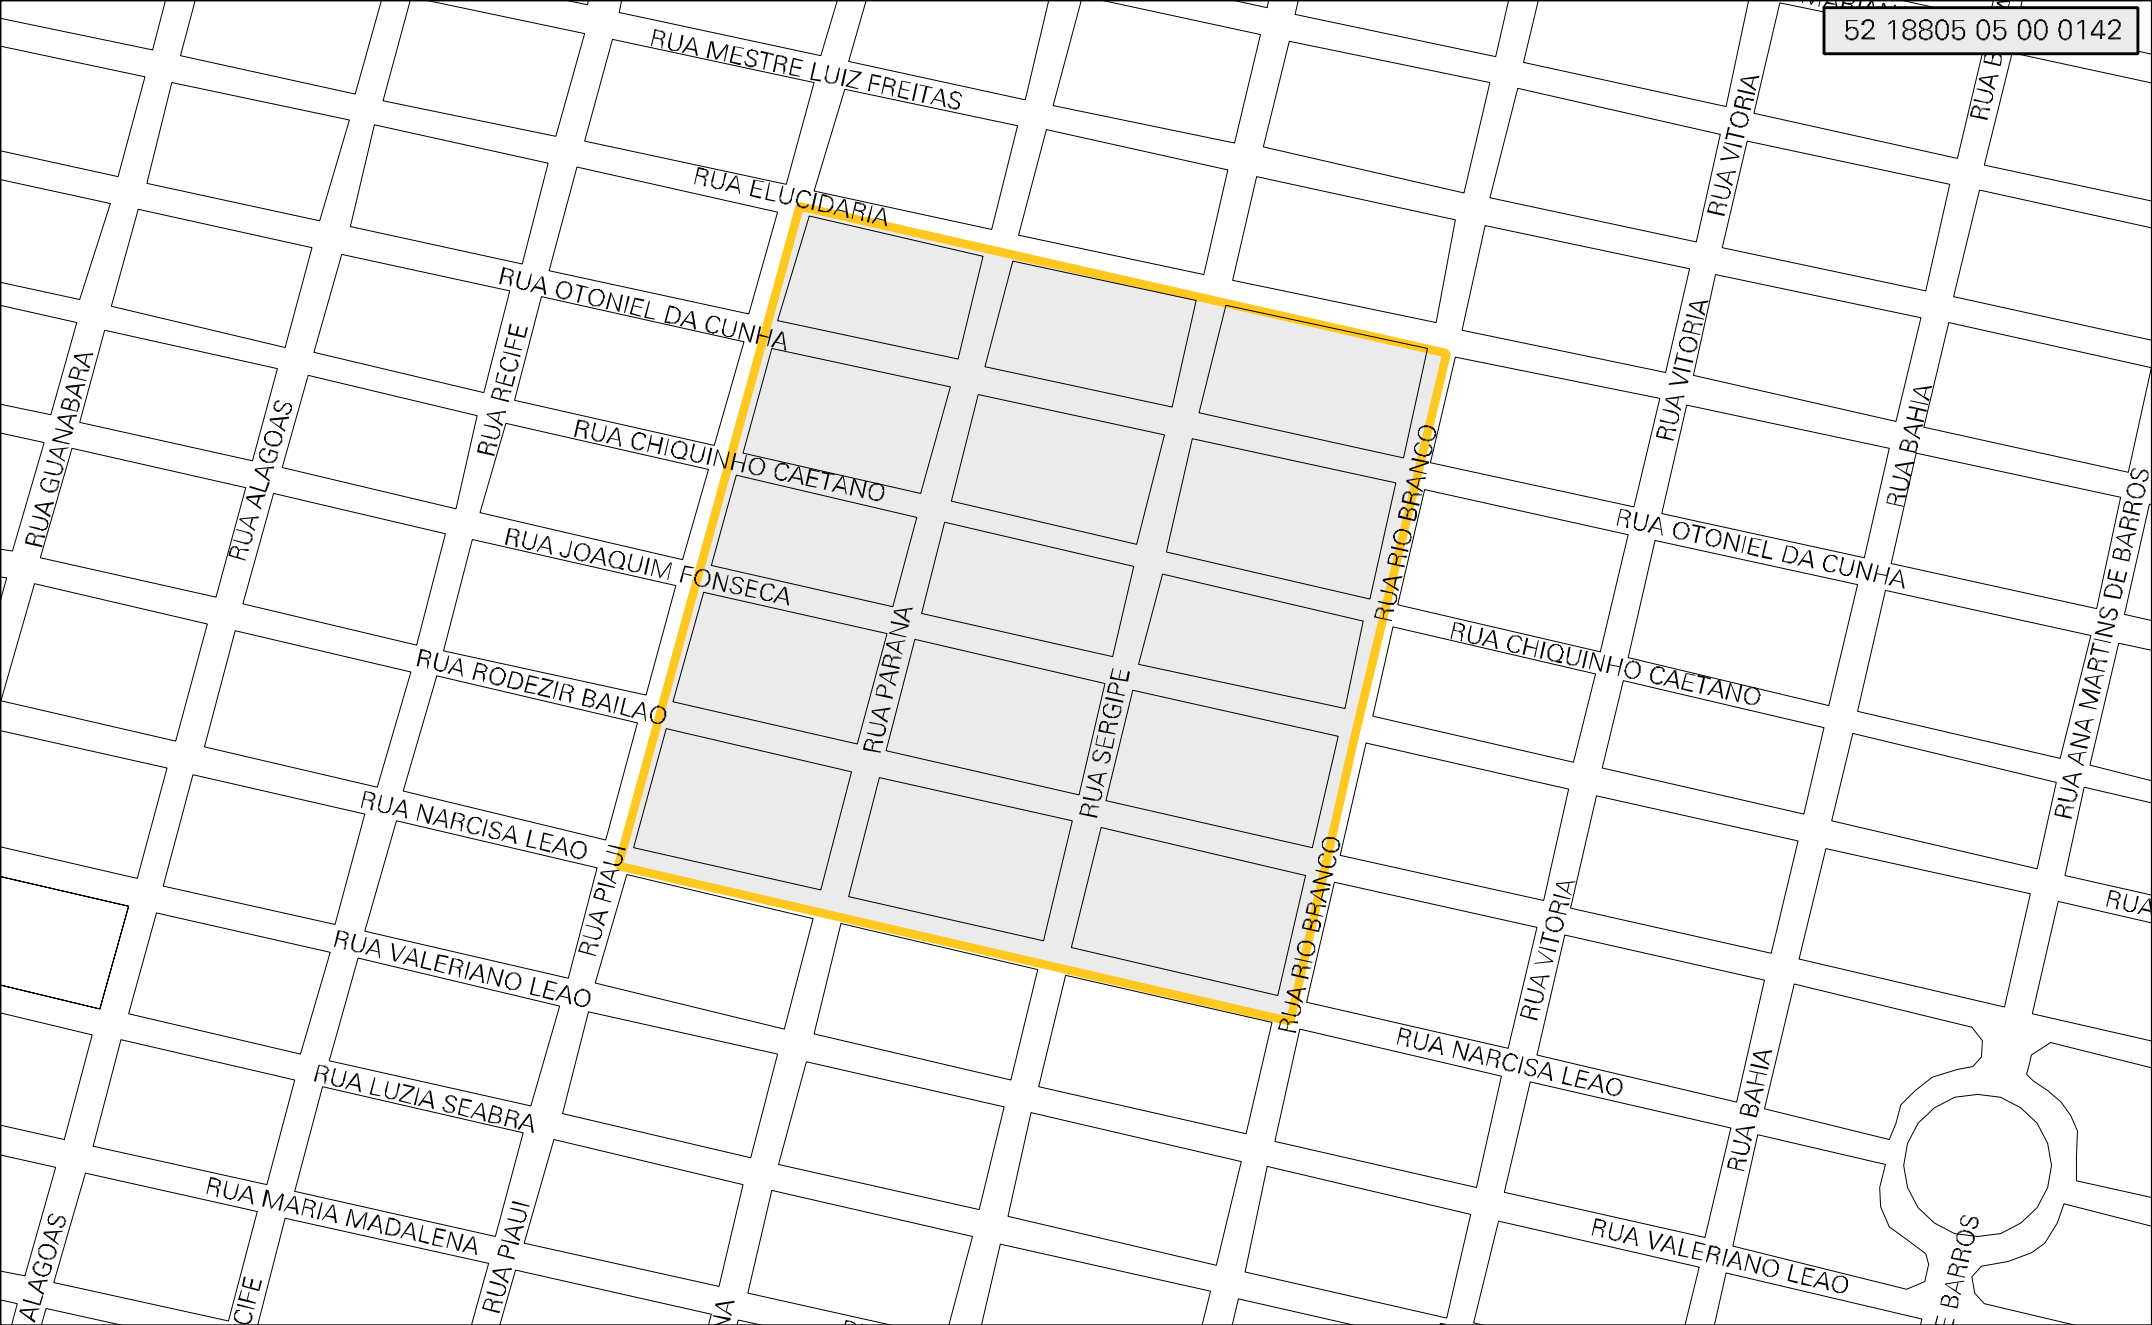 52 18805 05 00 0142
RUA MESTRE LUIZ FREITAS
RUA VITORIA
RUA ELUCIDARIA
RUA OTONIEL DA CUNHA
RUA VITORIA
RUA RECIFE
RUA GUANABARA
RUA ALAGOAS
RUA BAHIA
RUA CHIQUINHO CAETANO
RUA RIO BRANCO
RUA ANA MARTINS DE BARROS
RUA OTONIEL DA CUNHA
RUA JOAQUIM FONSECA
RUA PARANA
RUA CHIQUINHO CAETANO
RUA RODEZIR BAILAO
RUA SERGIPE
RUA NARCISA LEAO
RUA PIAUI
RUA RIO BRANCO
RUA VITORIA
RUA
RUA VALERIANO LEAO
RUA NARCISA LEAO
RUA BAHIA
RUA LUZIA SEABRA
RUA MARIA MADALENA
RUA PIAUI
RUA VALERIANO LEAO
ALAGOAS
CIFE
E BARROS